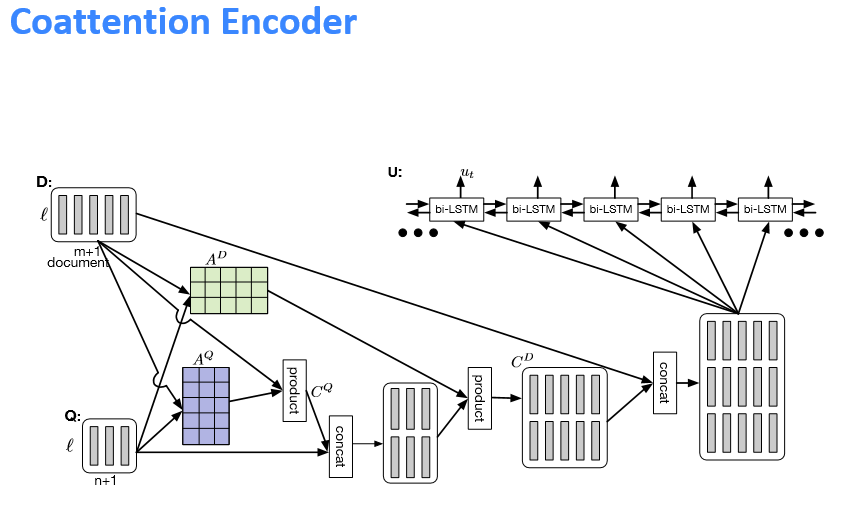 Coattention Encoder
D:
ℓ
m+1
document
A^D
U:
u_t
bi-LSTM
bi-LSTM
bi-LSTM
bi-LSTM
bi-LSTM
A^Q
product
C^Q
Q:
ℓ
n+1
concat
product
C^D
concat